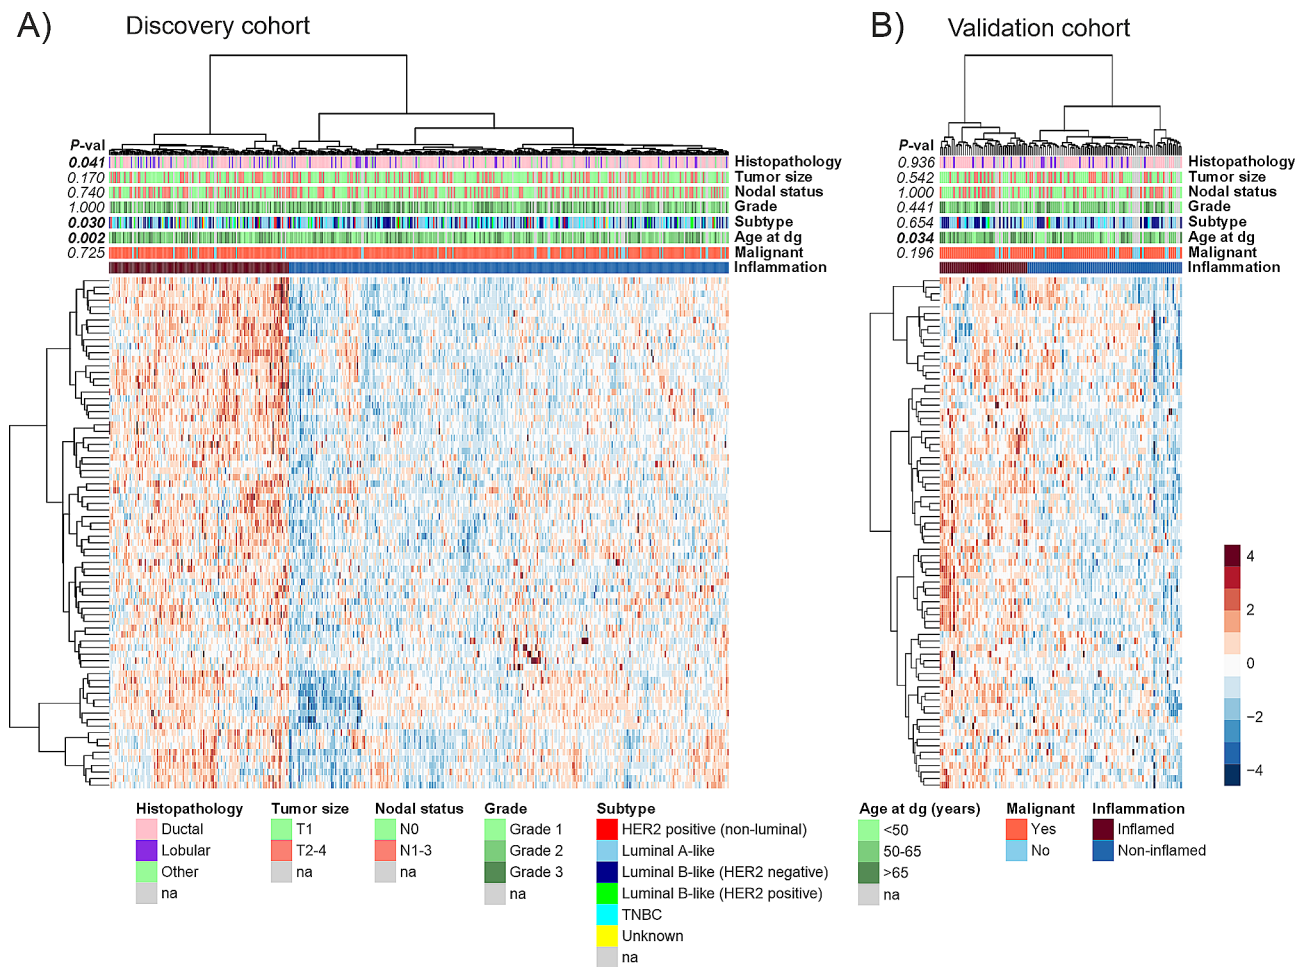 A) Discovery cohort
P-val
0.041 Histopathology
0.170 Tumor size
0.740 Nodal status
1.000 Grade
0.030 Subtype
0.002 Age at dg
0.725 Malignant
Inflammation
B) Validation cohort
P-val
0.936 Histopathology
0.542 Tumor size
1.000 Nodal status
0.441 Grade
0.654 Subtype
0.034 Age at dg
0.196 Malignant
Inflammation
4
2
0
−2
−4
Histopathology
Ductal
Lobular
Other
na
Tumor size
T1
T2-4
na
Nodal status
N0
N1-3
na
Grade
Grade 1
Grade 2
Grade 3
na
Subtype
HER2 positive (non-luminal)
Luminal A-like
Luminal B-like (HER2 negative)
Luminal B-like (HER2 positive)
TNBC
Unknown
na
Age at dg (years)
<50
50-65
>65
na
Malignant
Yes
No
Inflammation
Inflamed
Non-inflamed